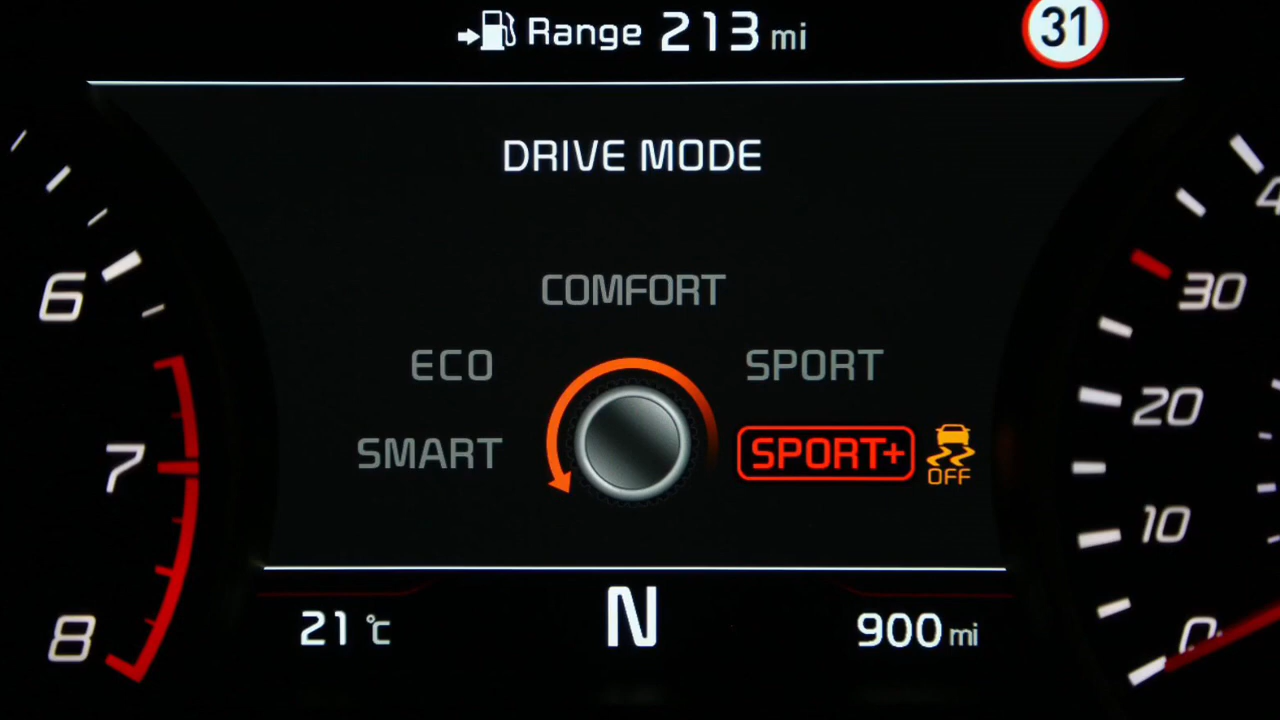 Range 213 mi
31
DRIVE MODE
COMFORT
ECO
SPORT
SMART
SPORT+
OFF
6
7
8
30
20
10
0
21 °C
N
900 mi